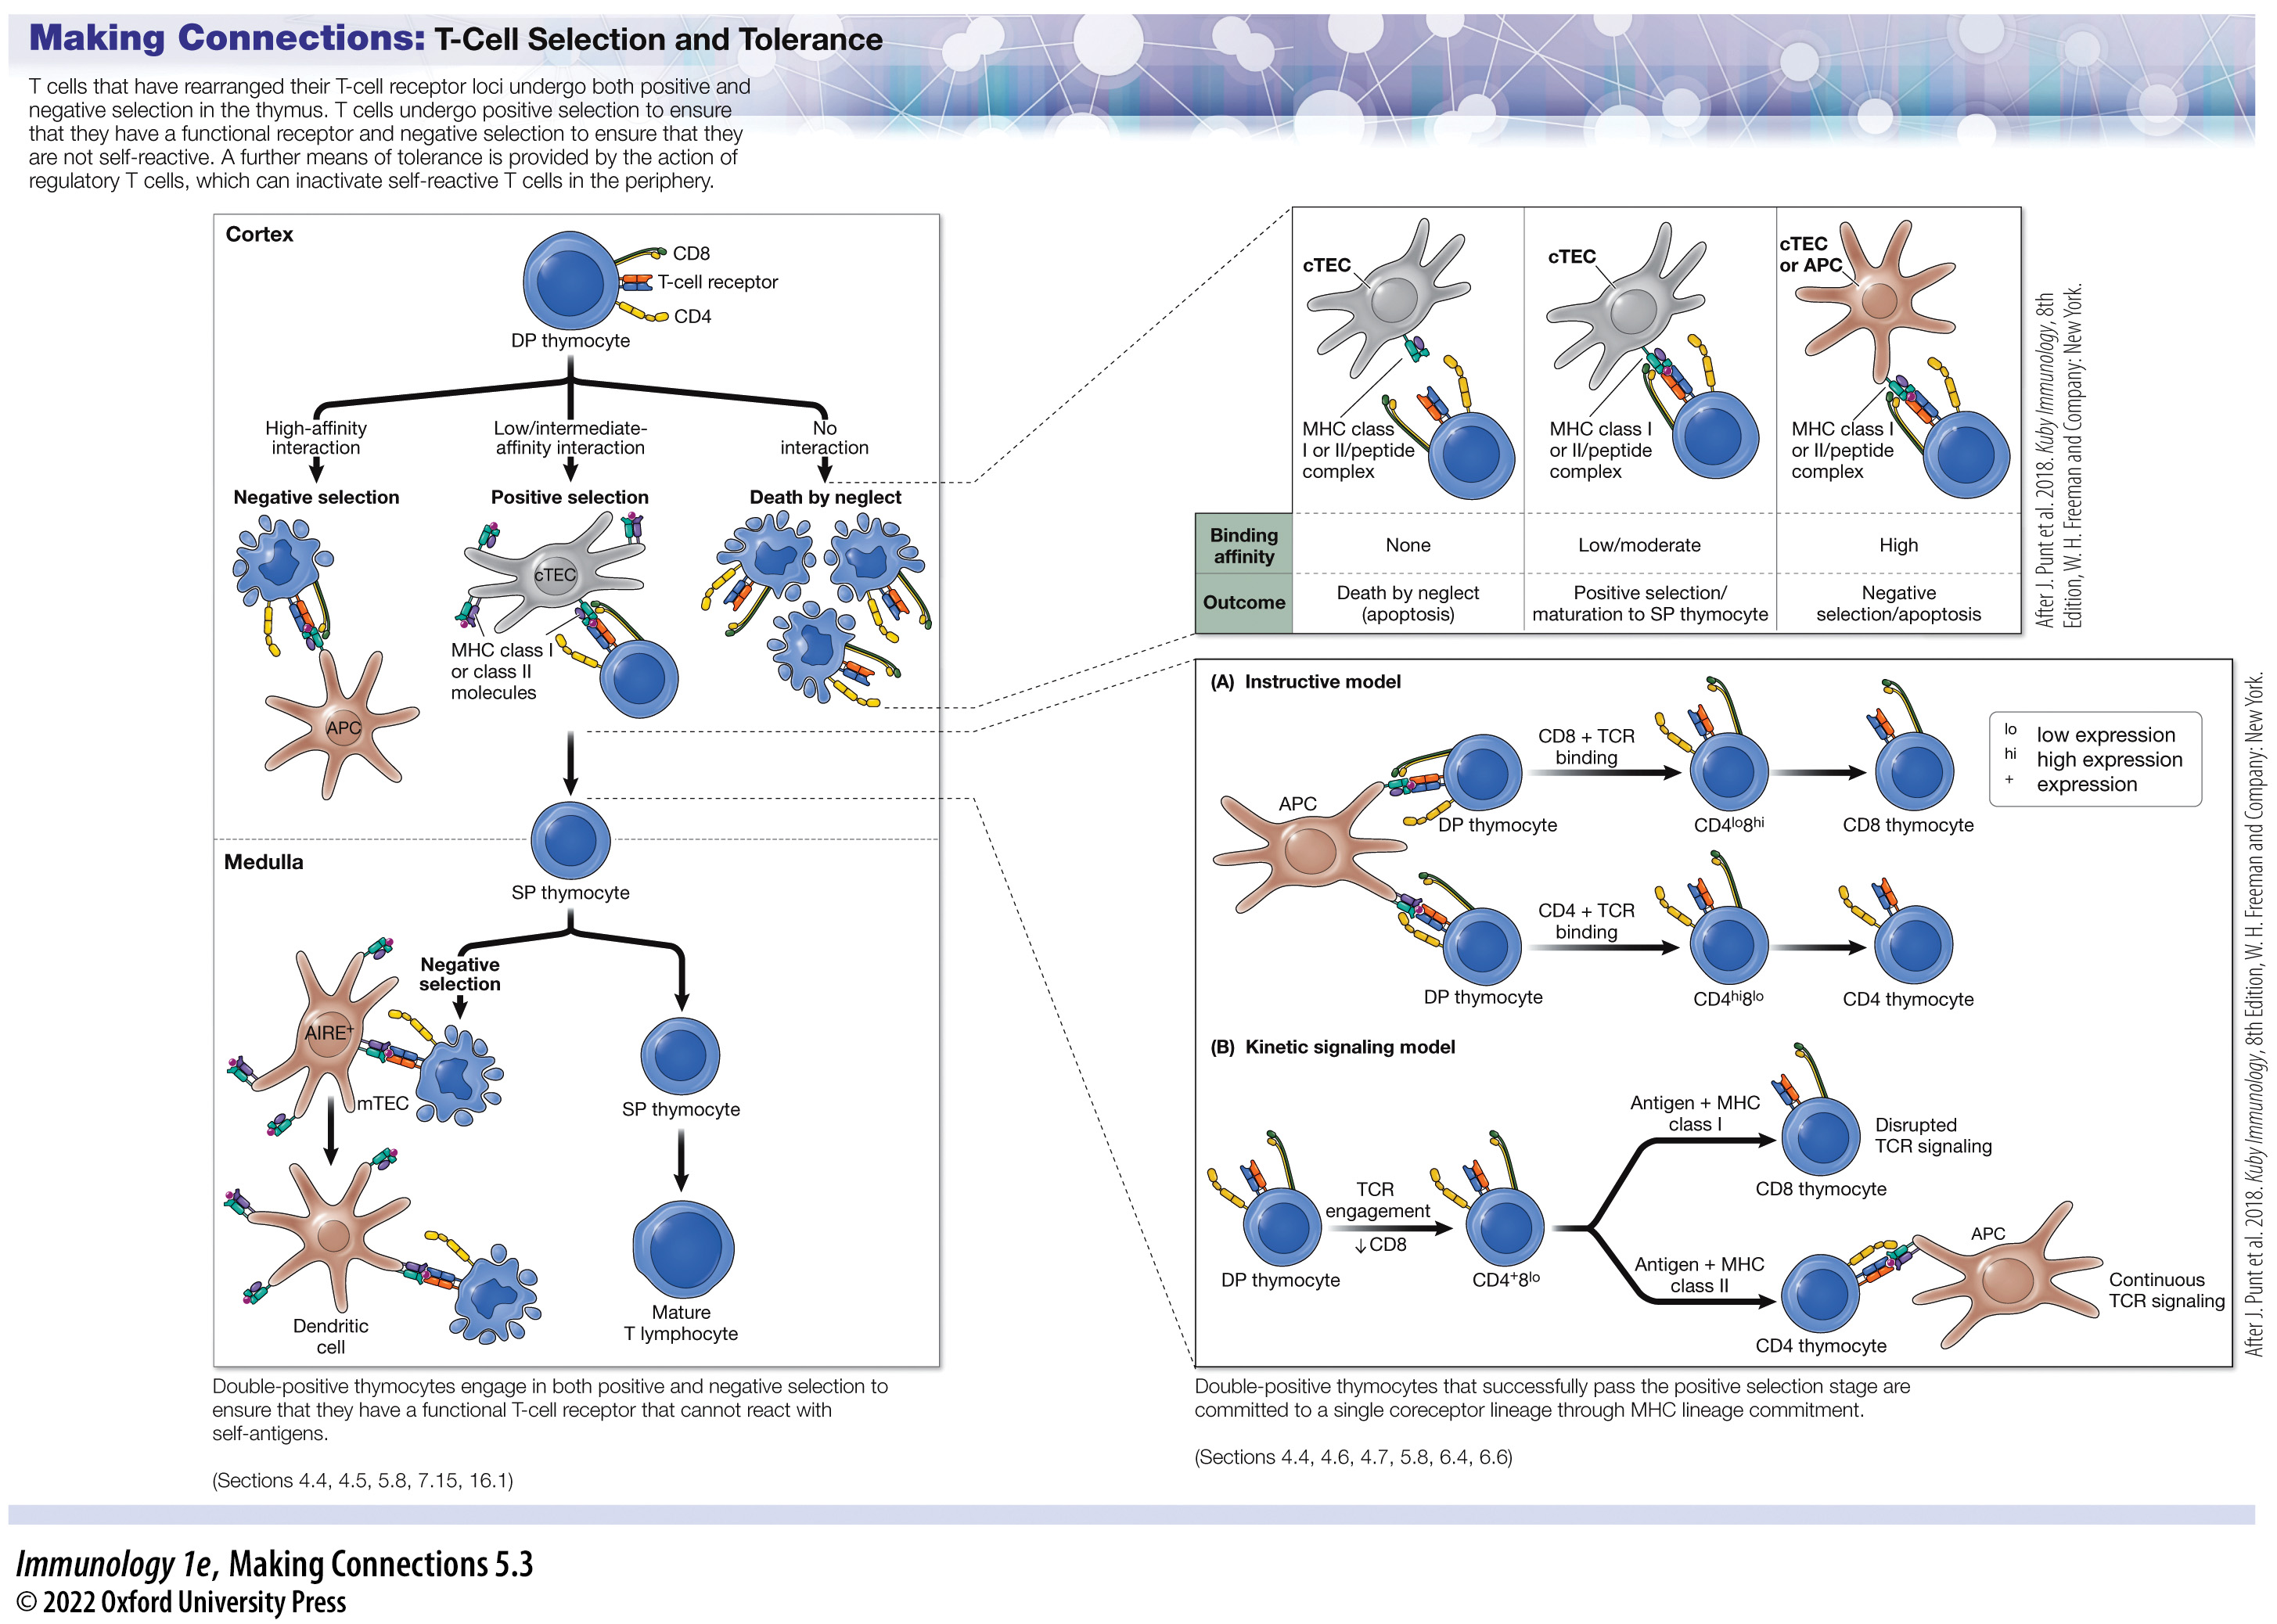 Making Connections: T-Cell Selection and Tolerance
T cells that have rearranged their T-cell receptor loci undergo both positive and
negative selection in the thymus. T cells undergo positive selection to ensure
that they have a functional receptor and negative selection to ensure that they
are not self-reactive. A further means of tolerance is provided by the action of
regulatory T cells, which can inactivate self-reactive T cells in the periphery.
Cortex
CD8
T-cell receptor
CD4
DP thymocyte
High-affinity
interaction
Low/intermediate-
affinity interaction
No
interaction
Negative selection
Positive selection
Death by neglect
cTEC
MHC class I
or class II
molecules
APC
SP thymocyte
Medulla
Negative
selection
AIRE+
mTEC
SP thymocyte
Dendritic
cell
Mature
T lymphocyte
Double-positive thymocytes engage in both positive and negative selection to
ensure that they have a functional T-cell receptor that cannot react with
self-antigens.
(Sections 4.4, 4.5, 5.8, 7.15, 16.1)
cTEC
MHC class
I or II/peptide
complex
cTEC
MHC class I
or II/peptide
complex
cTEC
or APC
MHC class I
or II/peptide
complex
Binding
affinity
None
Low/moderate
High
Outcome
Death by neglect
(apoptosis)
Positive selection/
maturation to SP thymocyte
Negative
selection/apoptosis
After J. Punt et al. 2018. Kuby Immunology, 8th
Edition, W. H. Freeman and Company: New York.
(A) Instructive model
APC
DP thymocyte
CD8 + TCR
binding
CD4lo8hi
CD8 thymocyte
lo low expression
hi high expression
+ expression
DP thymocyte
CD4 + TCR
binding
CD4hi8lo
CD4 thymocyte
(B) Kinetic signaling model
DP thymocyte
TCR
engagement
↓CD8
CD4+8lo
Antigen + MHC
class I
CD8 thymocyte
Disrupted
TCR signaling
Antigen + MHC
class II
CD4 thymocyte
APC
Continuous
TCR signaling
After J. Punt et al. 2018. Kuby Immunology, 8th Edition, W. H. Freeman and Company: New York.
Double-positive thymocytes that successfully pass the positive selection stage are
committed to a single coreceptor lineage through MHC lineage commitment.
(Sections 4.4, 4.6, 4.7, 5.8, 6.4, 6.6)
Immunology 1e, Making Connections 5.3
© 2022 Oxford University Press